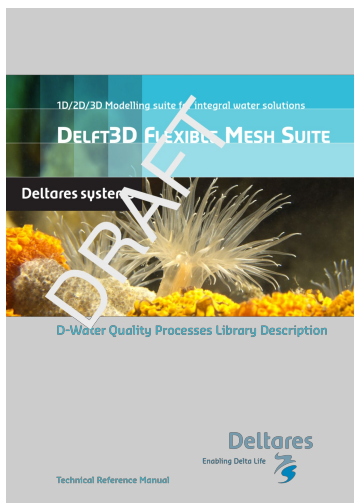 1D/2D/3D Modelling suite for integral water solutions
DELFT3D FLEXIBLE MESH SUITE
Deltares systems
DRAFT
D-Water Quality Processes Library Description
Deltares
Enabling Delta Life
Technical Reference Manual